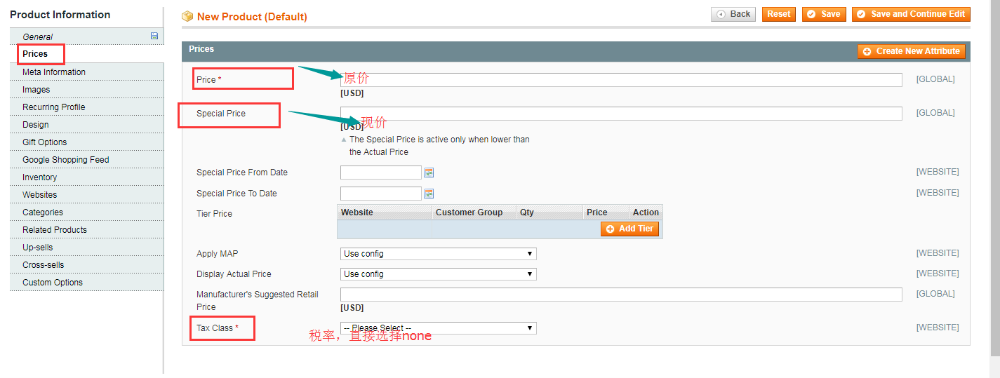 Product Information
General
Prices
Meta Information
Images
Recurring Profile
Design
Gift Options
Google Shopping Feed
Inventory
Websites
Categories
Related Products
Up-sells
Cross-sells
Custom Options
New Product (Default)
Back Reset Save Save and Continue Edit
Prices Create New Attribute
Price * 原价 [GLOBAL]
[USD]
Special Price [GLOBAL]
[USD] 现价
The Special Price is active only when lower than
the Actual Price
Special Price From Date [WEBSITE]
Special Price To Date [WEBSITE]
Tier Price Website Customer Group Qty Price Action
Add Tier
Apply MAP Use config [WEBSITE]
Display Actual Price Use config [WEBSITE]
Manufacturer's Suggested Retail [GLOBAL]
Price [USD]
Tax Class * -- Please Select -- [WEBSITE]
税率，直接选择none